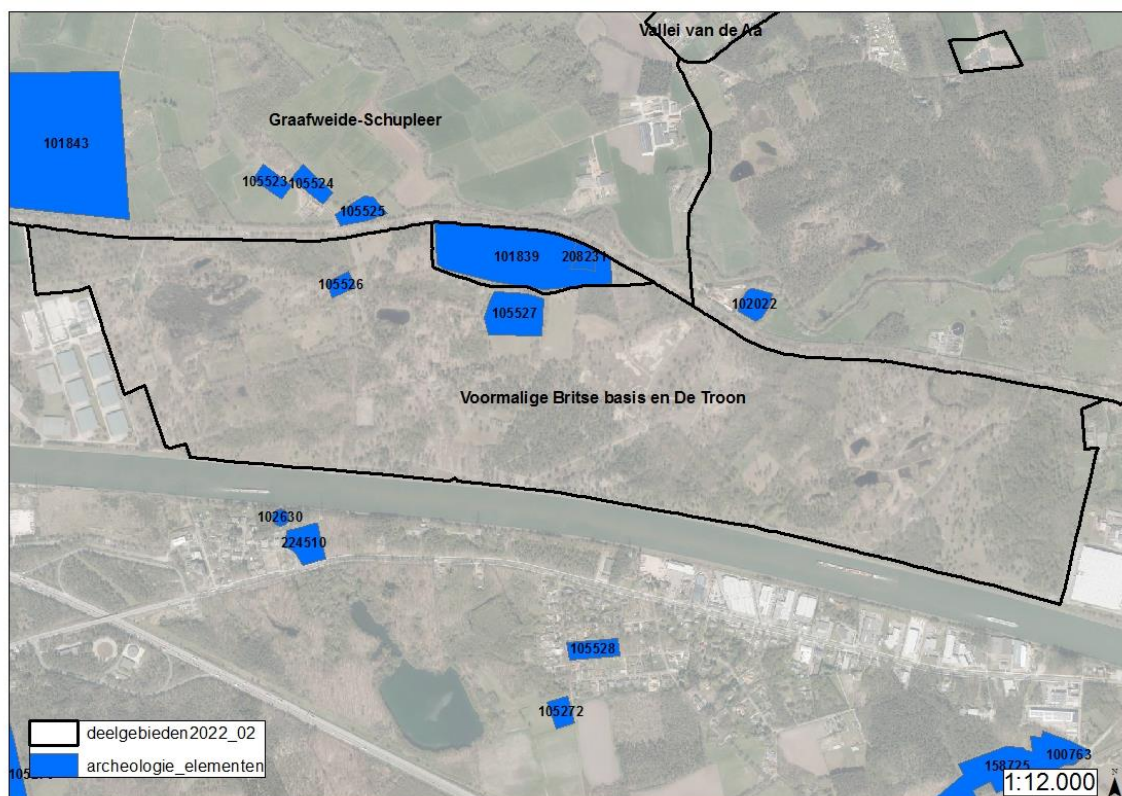 Vallei van de Aa
Graafweide-Schupleer
101843
105523
105524
105525
101839
208231
105526
105527
102022
Voormalige Britse basis en De Troon
102630
224510
105528
105272
deelgebieden2022_02
archeologie_elementen
100763
158725
1:12.000
N